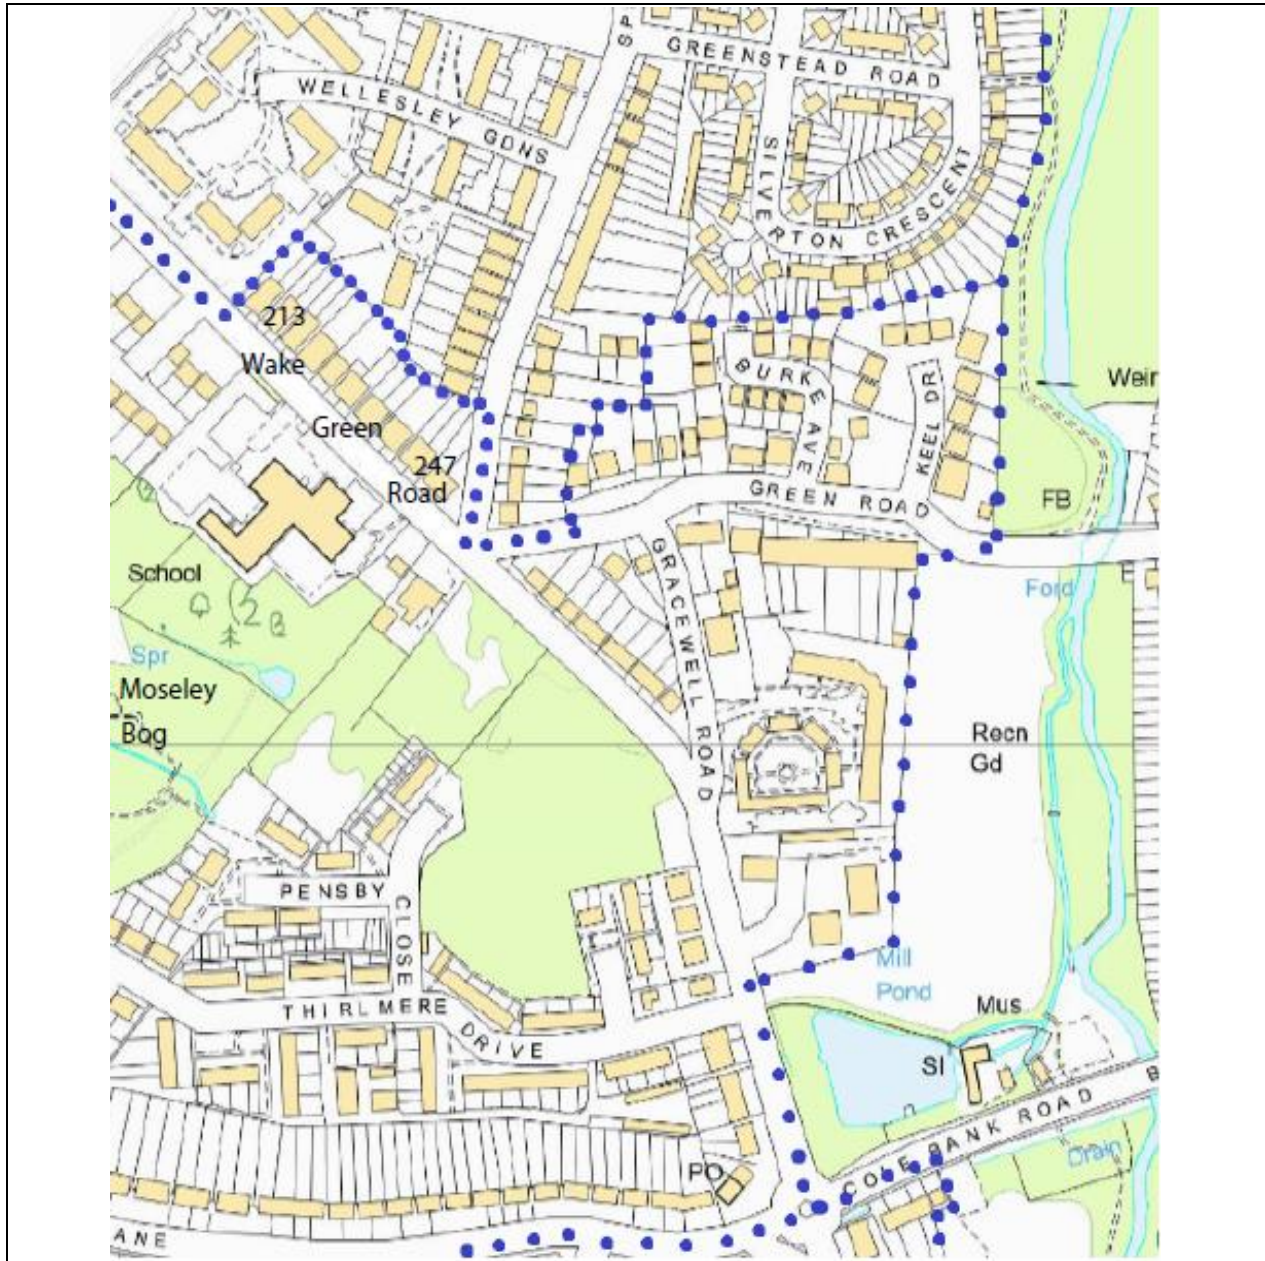 SP
GREENSTEAD ROAD
WELLESLEY GDNS
SILVERTON CRESCENT
213
Wake
Green
247
Road
BURKE AVE
KEEL DR
Weir
GREEN ROAD
FB
School
Ford
GRACEWELL ROAD
Spr
Moseley
Bog
Recn
Gd
PENSBY CLOSE
Mill
Pond
Mus
THIRLMERE DRIVE
Sl
COLE BANK ROAD
B
Drain
PO
ANE